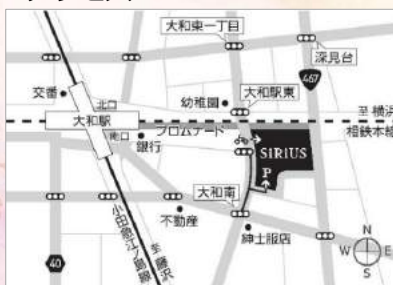 大和東一丁目
深見台
467
交番
北口
幼稚園
大和駅東
至 横浜
大和駅
相鉄本線
南口
プロムナード
銀行
SiRiUS
P
大和南
不動産
紳士服店
小田急江ノ島線
至 藤沢
40
N
W E
S